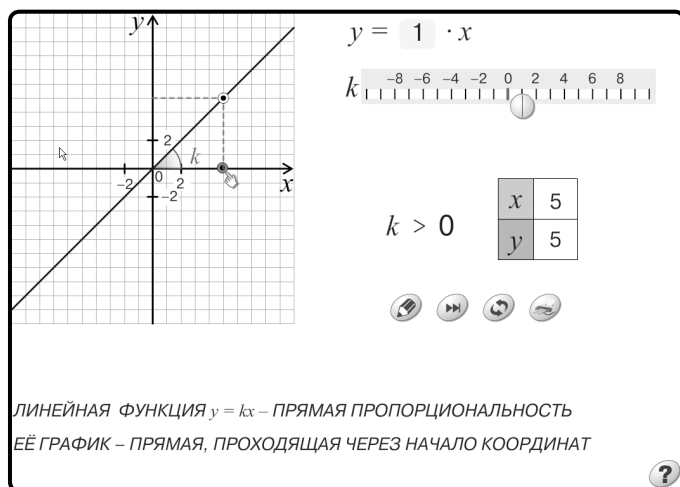 y
y = 1 · x
k
-8 -6 -4 -2 0 2 4 6 8
2
k
-2 0 2 x
-2
k > 0
x 5
y 5
ЛИНЕЙНАЯ ФУНКЦИЯ y = kx – ПРЯМАЯ ПРОПОРЦИОНАЛЬНОСТЬ
ЕЁ ГРАФИК – ПРЯМАЯ, ПРОХОДЯЩАЯ ЧЕРЕЗ НАЧАЛО КООРДИНАТ
?